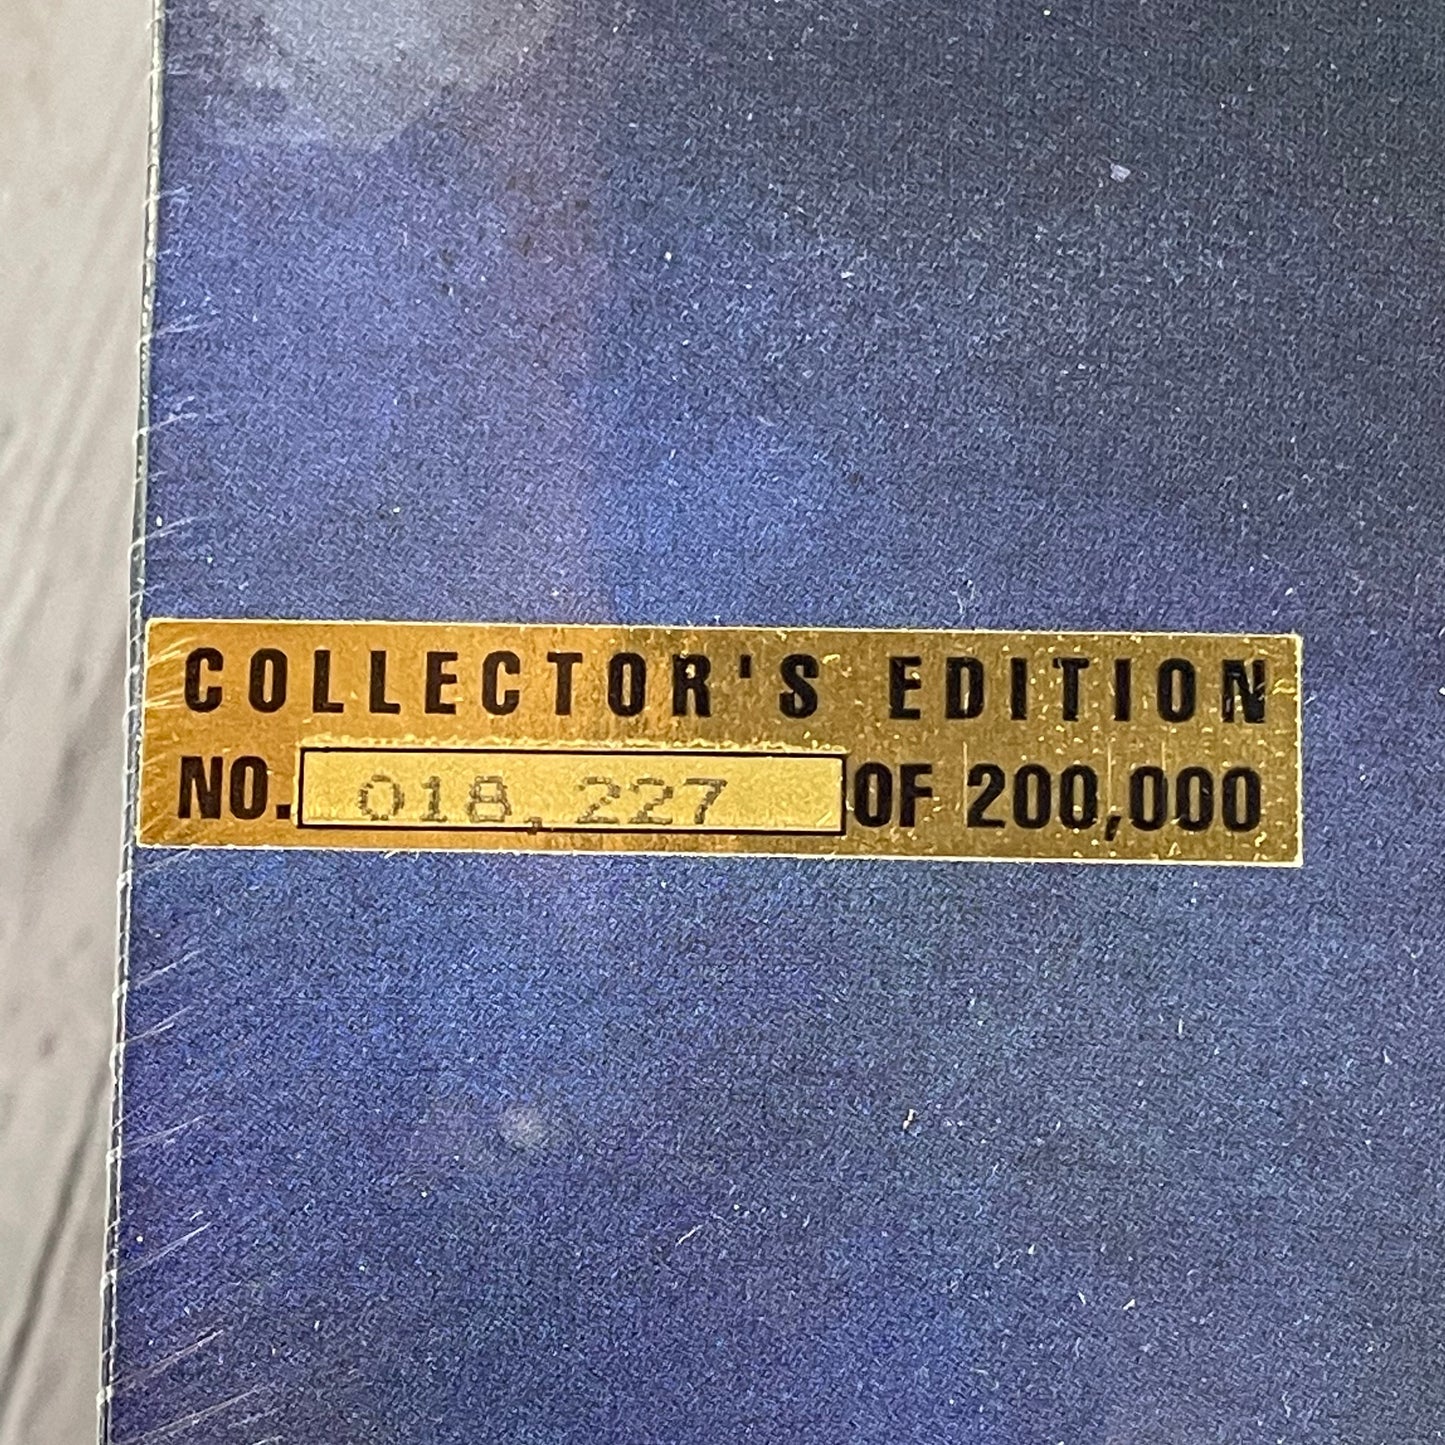 COLLECTOR'S EDITION
NO. 018,227 OF 200,000